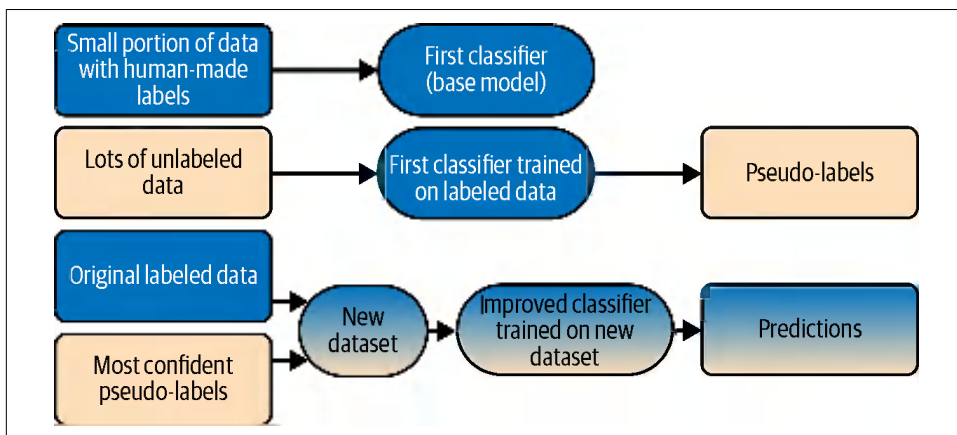 Small portion of data
with human-made
labels
First classifier
(base model)
Lots of unlabeled
data
First classifier trained
on labeled data
Pseudo-labels
Original labeled data
Most confident
pseudo-labels
New
dataset
Improved classifier
trained on new
dataset
Predictions